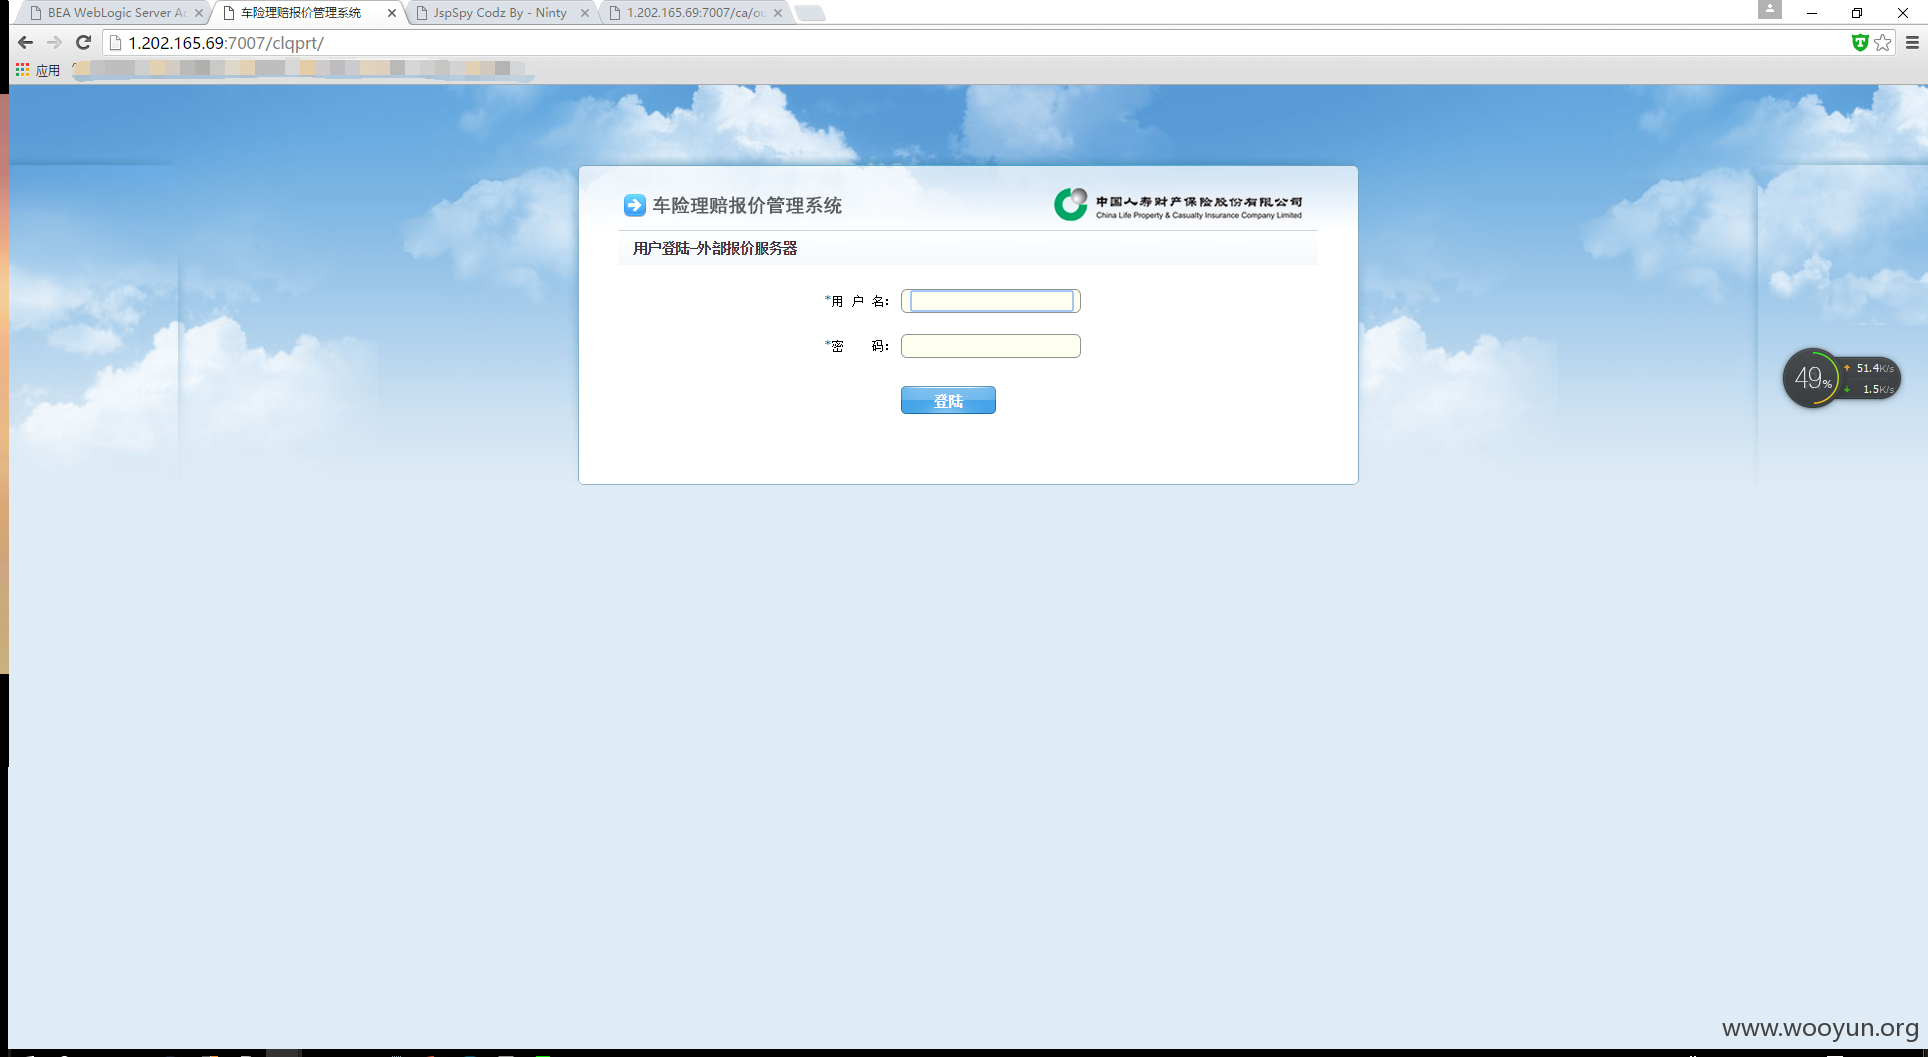 BEA WebLogic Server Ac
车险理赔报价管理系统
JspSpy Codz By - Ninty
1.202.165.69:7007/ca/ou
1.202.165.69:7007/clqprt/
应用
车险理赔报价管理系统
中国人寿财产保险股份有限公司
China Life Property & Casualty Insurance Company Limited
用户登陆-外部报价服务器
*用 户 名:
*密 码:
登陆
49%
51.4K/s
1.5K/s
www.wooyun.org